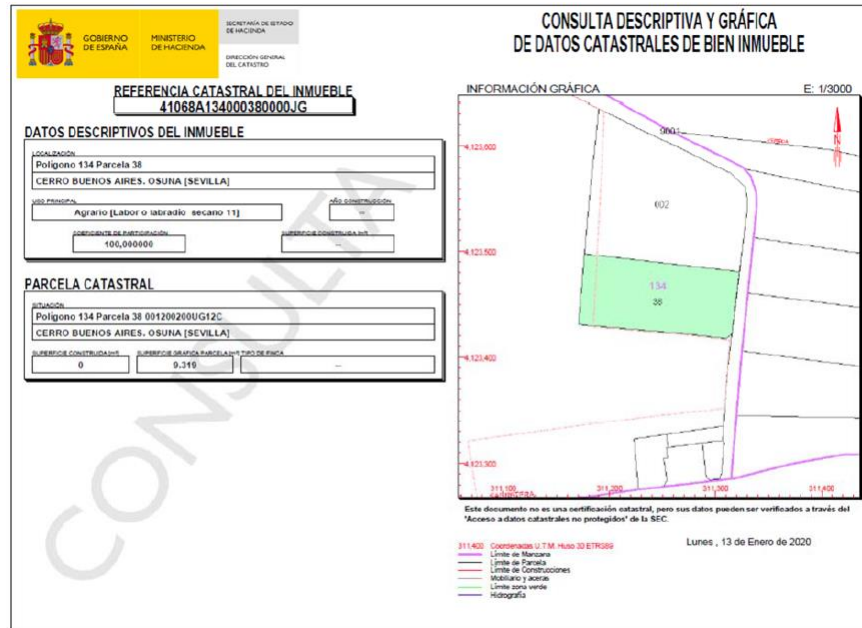 GOBIERNO
DE ESPAÑA
MINISTERIO
DE HACIENDA
SECRETARÍA DE ESTADO
DE HACIENDA
DIRECCIÓN GENERAL
DEL CATASTRO
CONSULTA DESCRIPTIVA Y GRÁFICA
DE DATOS CATASTRALES DE BIEN INMUEBLE
REFERENCIA CATASTRAL DEL INMUEBLE
41068A134000380000JG
DATOS DESCRIPTIVOS DEL INMUEBLE
LOCALIZACIÓN
Polígono 134 Parcela 38
CERRO BUENOS AIRES. OSUNA [SEVILLA]
USO PRINCIPAL
AÑO CONSTRUCCIÓN
Agrario [Labor o labradío secano 11]
--
COEFICIENTE DE PARTICIPACIÓN
SUPERFICIE CONSTRUIDA [m²]
100,000000
--
PARCELA CATASTRAL
SITUACIÓN
Polígono 134 Parcela 38 001200200UG12C
CERRO BUENOS AIRES. OSUNA [SEVILLA]
SUPERFICIE CONSTRUIDA [m²]
SUPERFICIE GRÁFICA PARCELA [m²]
TIPO DE FINCA
0
9.319
--
CONSULTA
INFORMACIÓN GRÁFICA
E: 1/3000
9001
602
134
38
4,123,500
4,123,400
4,123,300
311,100
311,200
311,300
311,400
Este documento no es una certificación catastral, pero sus datos pueden ser verificados a través del
"Acceso a datos catastrales no protegidos" de la SEC.
311,400 Coordenadas U.T.M. Huso 30 ETRS89
Límite de Manzana
Límite de Parcela
Límite de Construcciones
Mobiliario y aceras
Límite zona verde
Hidrografía
Lunes , 13 de Enero de 2020